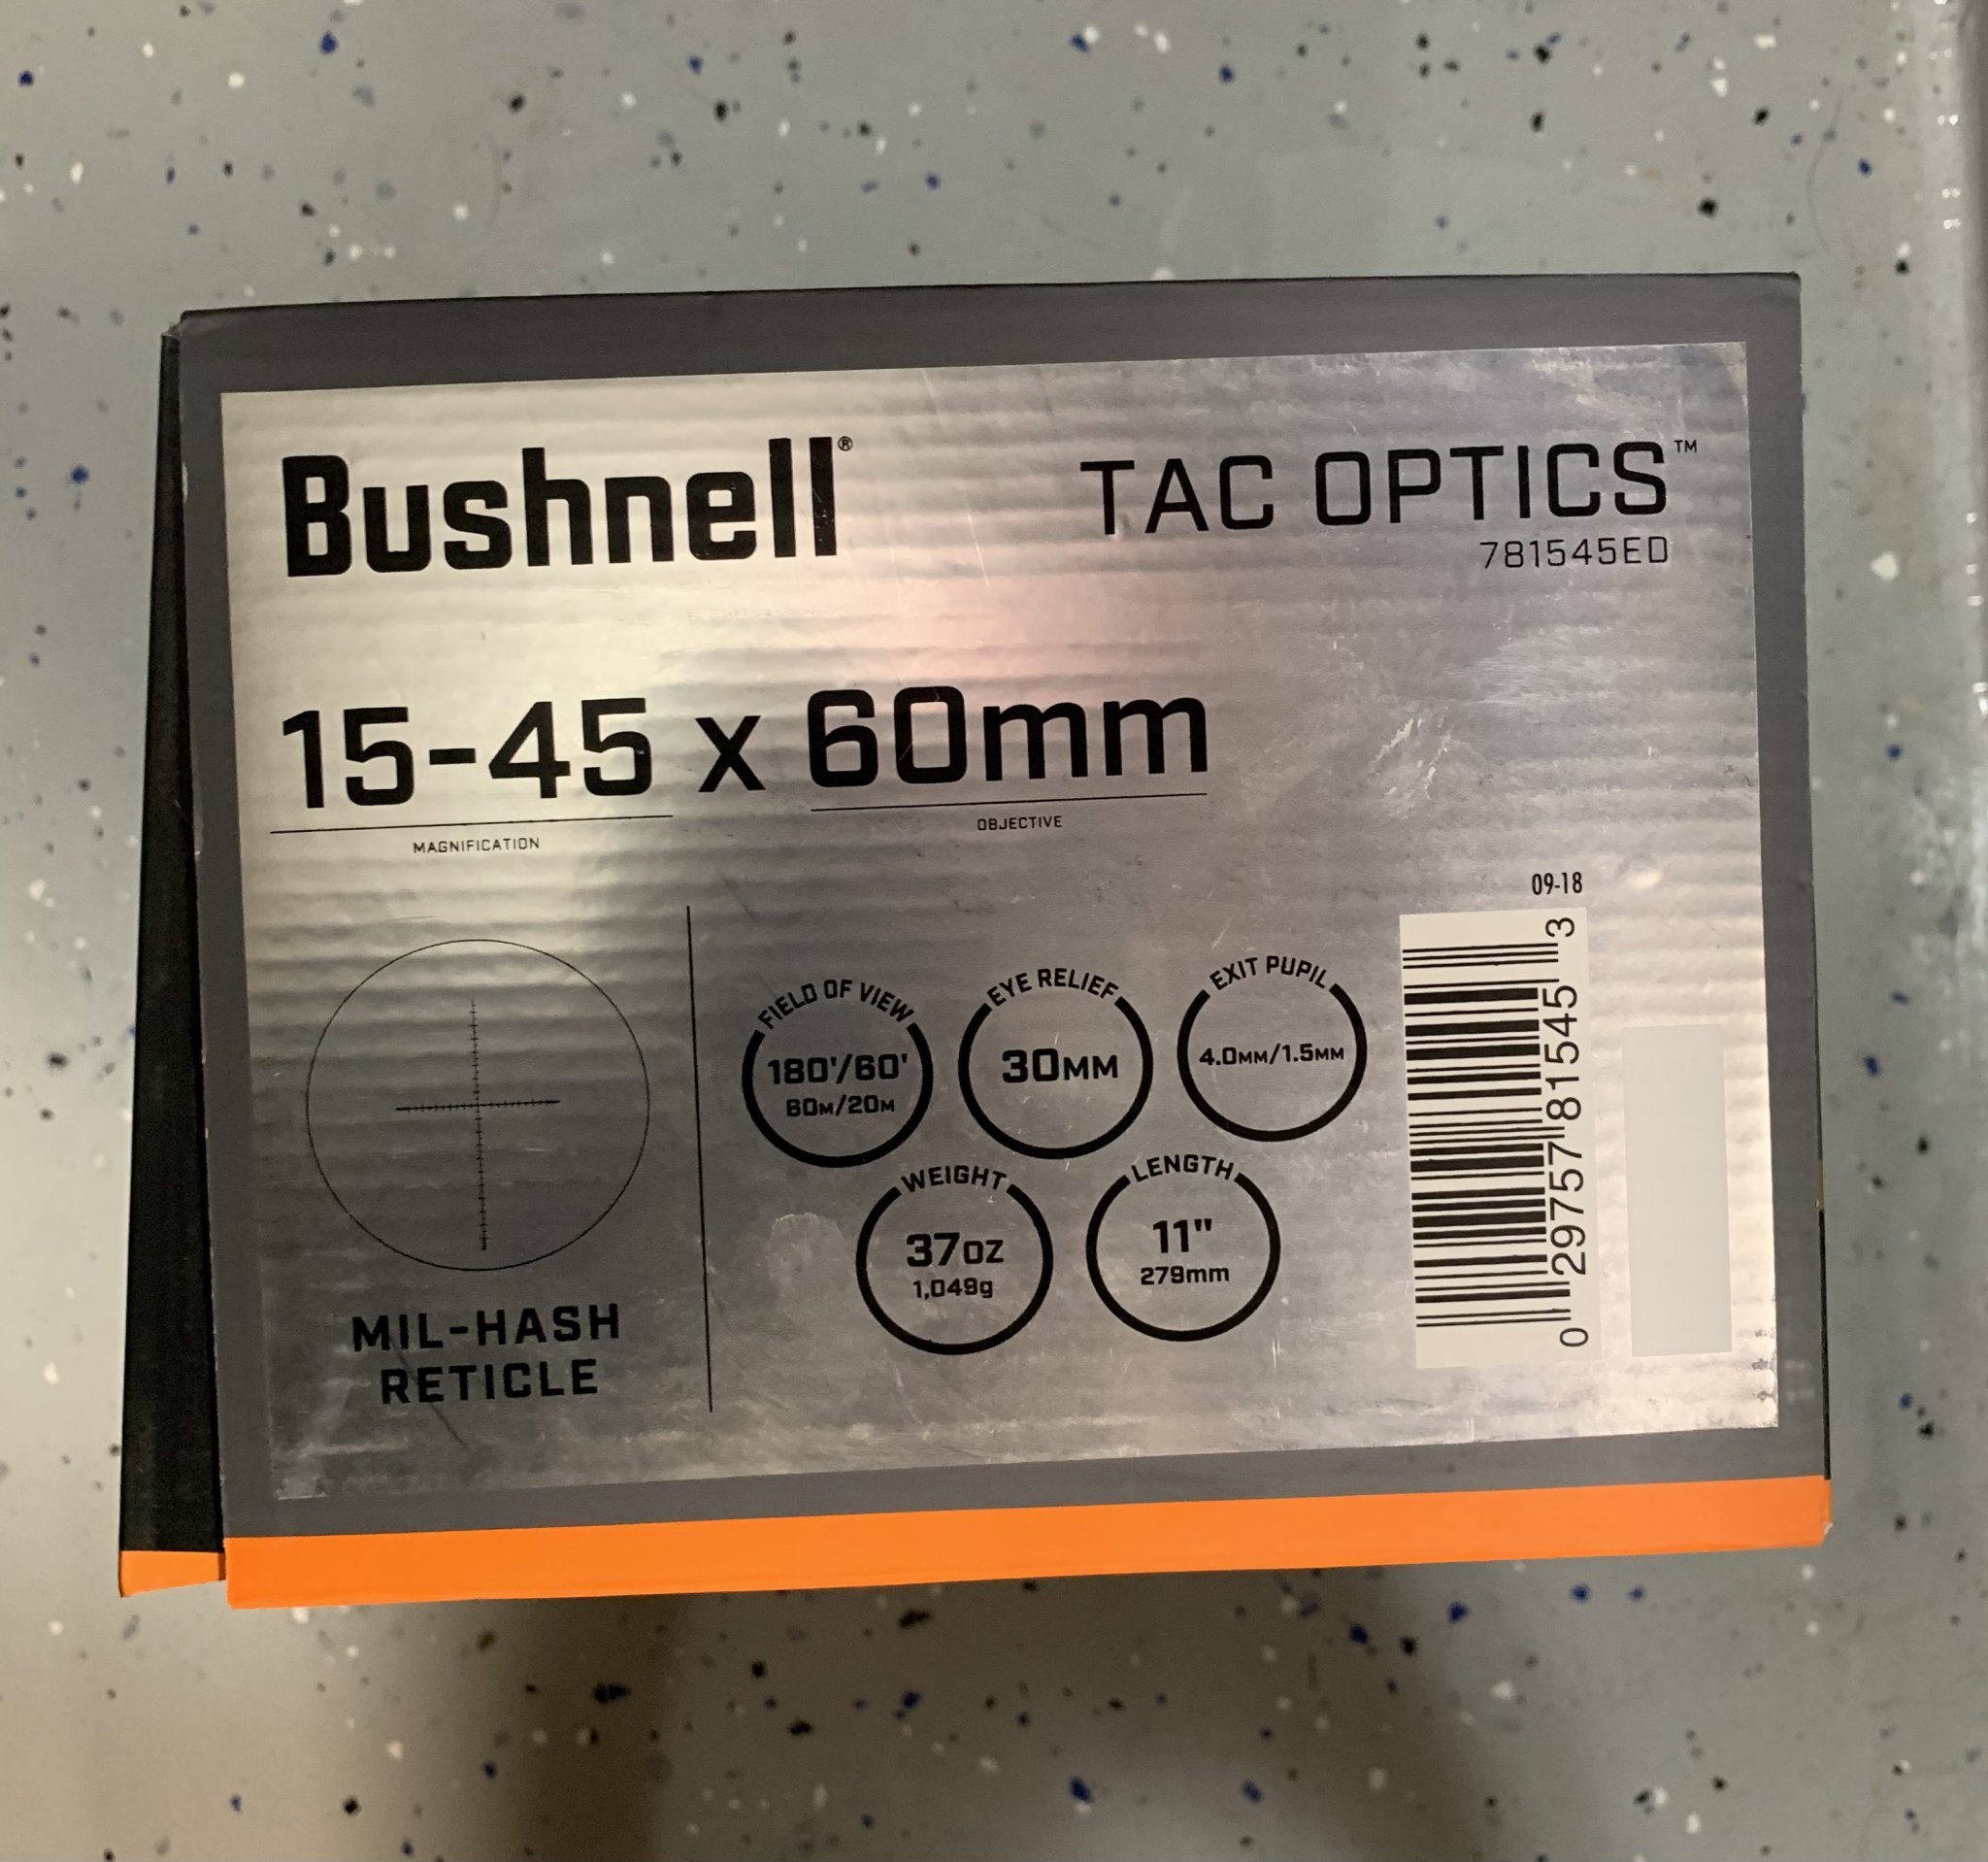 Bushnell®
TAC OPTICS™
781545ED
15-45 x 60mm
MAGNIFICATION
OBJECTIVE
MIL-HASH
RETICLE
FIELD OF VIEW
180'/60'
60M/20M
EYE RELIEF
30MM
EXIT PUPIL
4.0MM/1.5MM
WEIGHT
37OZ
1,049g
LENGTH
11"
279mm
09-18
0 29757 81545 3